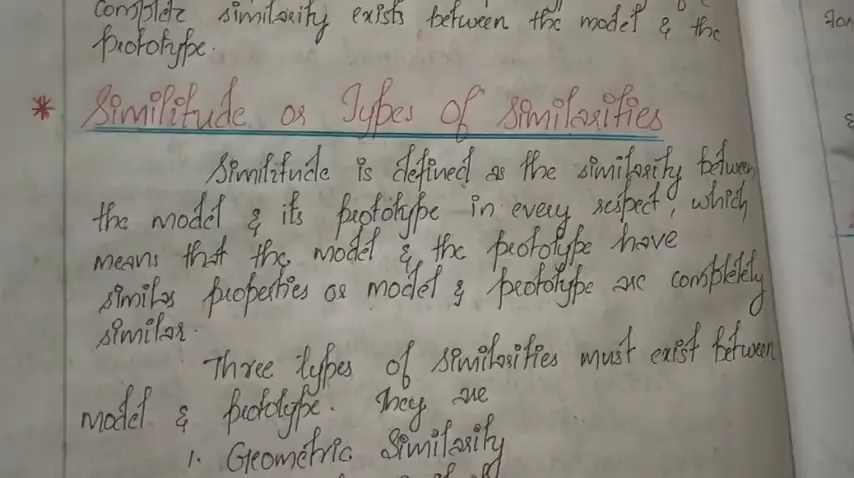 complete similarity exists between the model & the
prototype.
* Similitude or Types of similarities
Similitude is defined as the similarity between
the model & its prototype in every respect, which
means that the model & the prototype have
similar properties or model & prototype are completely
similar.
Three types of similarities must exist between
model & prototype. They are
1. Geometric Similarity